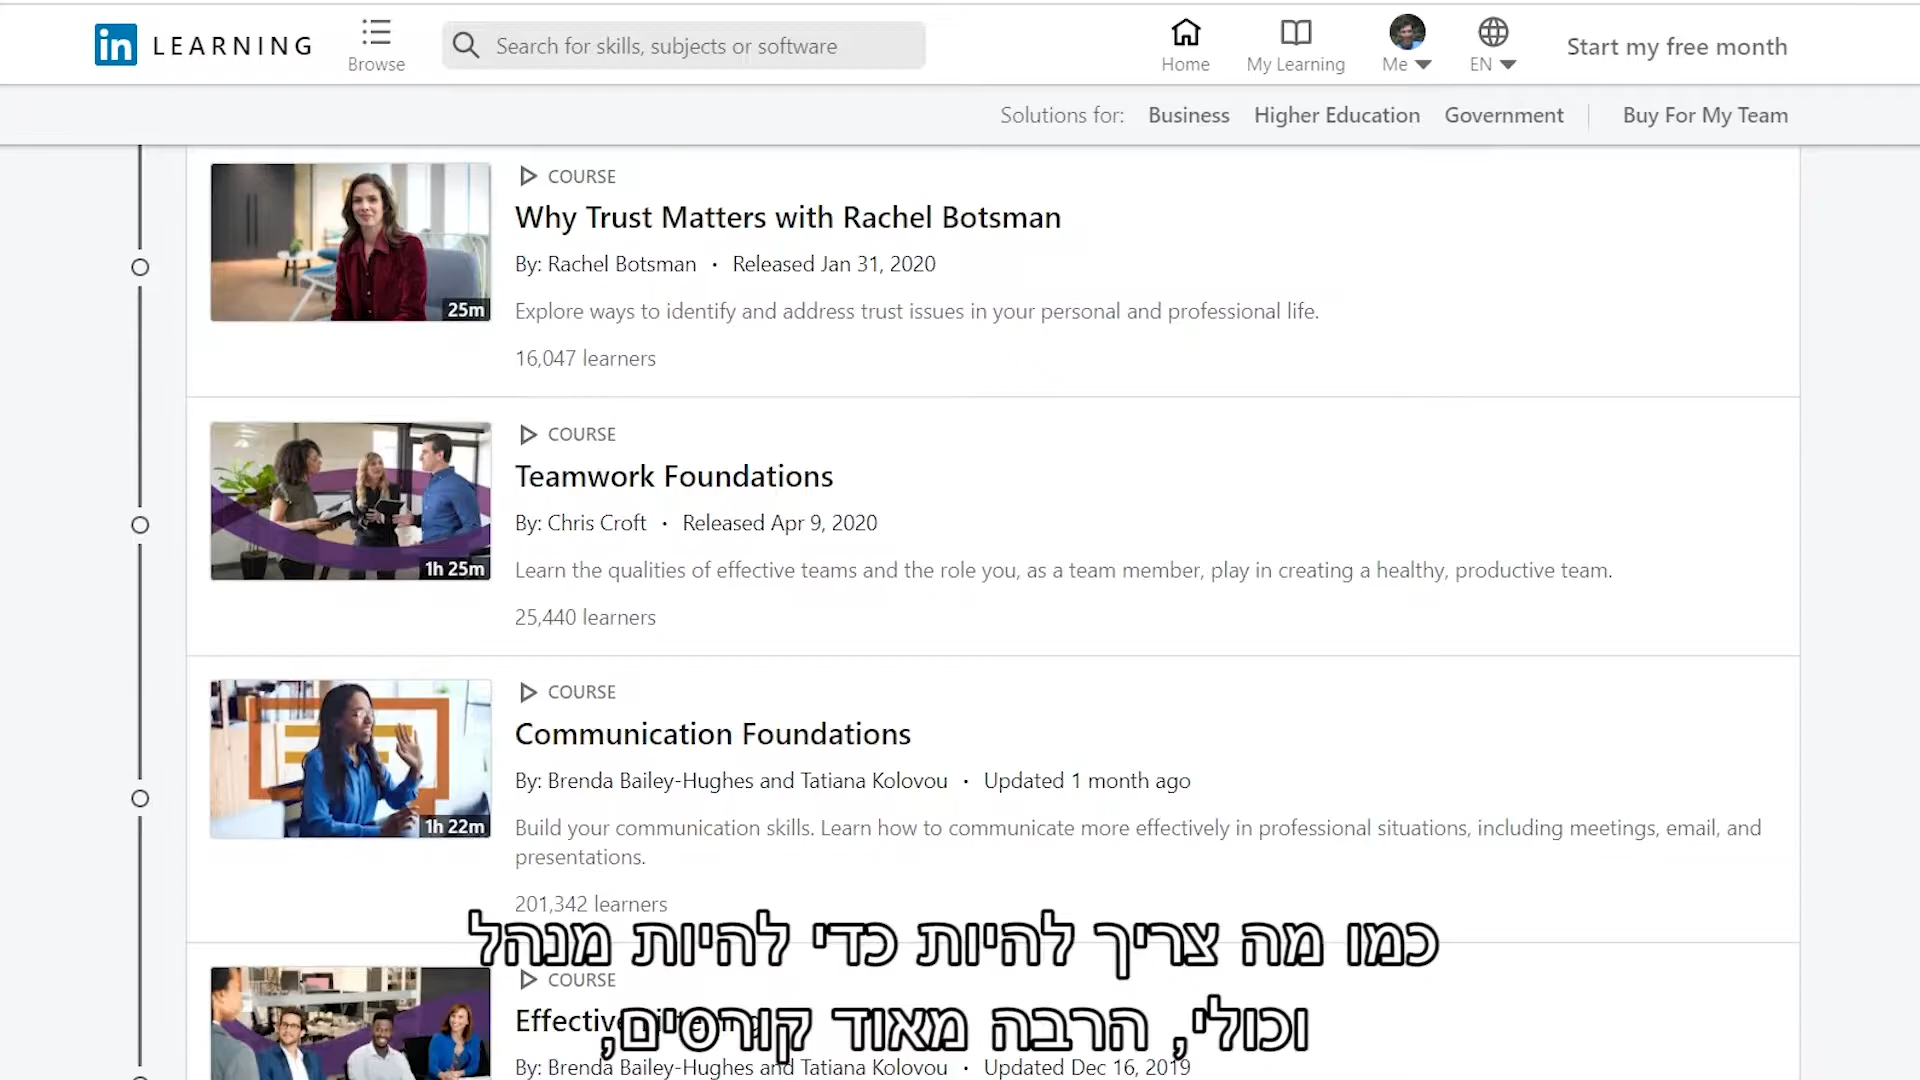 in LEARNING
Browse
Search for skills, subjects or software
Home
My Learning
Me
EN
Start my free month
Solutions for: Business Higher Education Government Buy For My Team
COURSE
Why Trust Matters with Rachel Botsman
By: Rachel Botsman • Released Jan 31, 2020
Explore ways to identify and address trust issues in your personal and professional life.
16,047 learners
25m
COURSE
Teamwork Foundations
By: Chris Croft • Released Apr 9, 2020
Learn the qualities of effective teams and the role you, as a team member, play in creating a healthy, productive team.
25,440 learners
1h 25m
COURSE
Communication Foundations
By: Brenda Bailey-Hughes and Tatiana Kolovou • Updated 1 month ago
Build your communication skills. Learn how to communicate more effectively in professional situations, including meetings, email, and
presentations.
201,342 learners
1h 22m
COURSE
By: Brenda Bailey-Hughes and Tatiana Kolovou • Updated Dec 16, 2019
כמו מה צריך להיות כדי להיות מנהל
וכולי, הרבה מאוד קורסים,